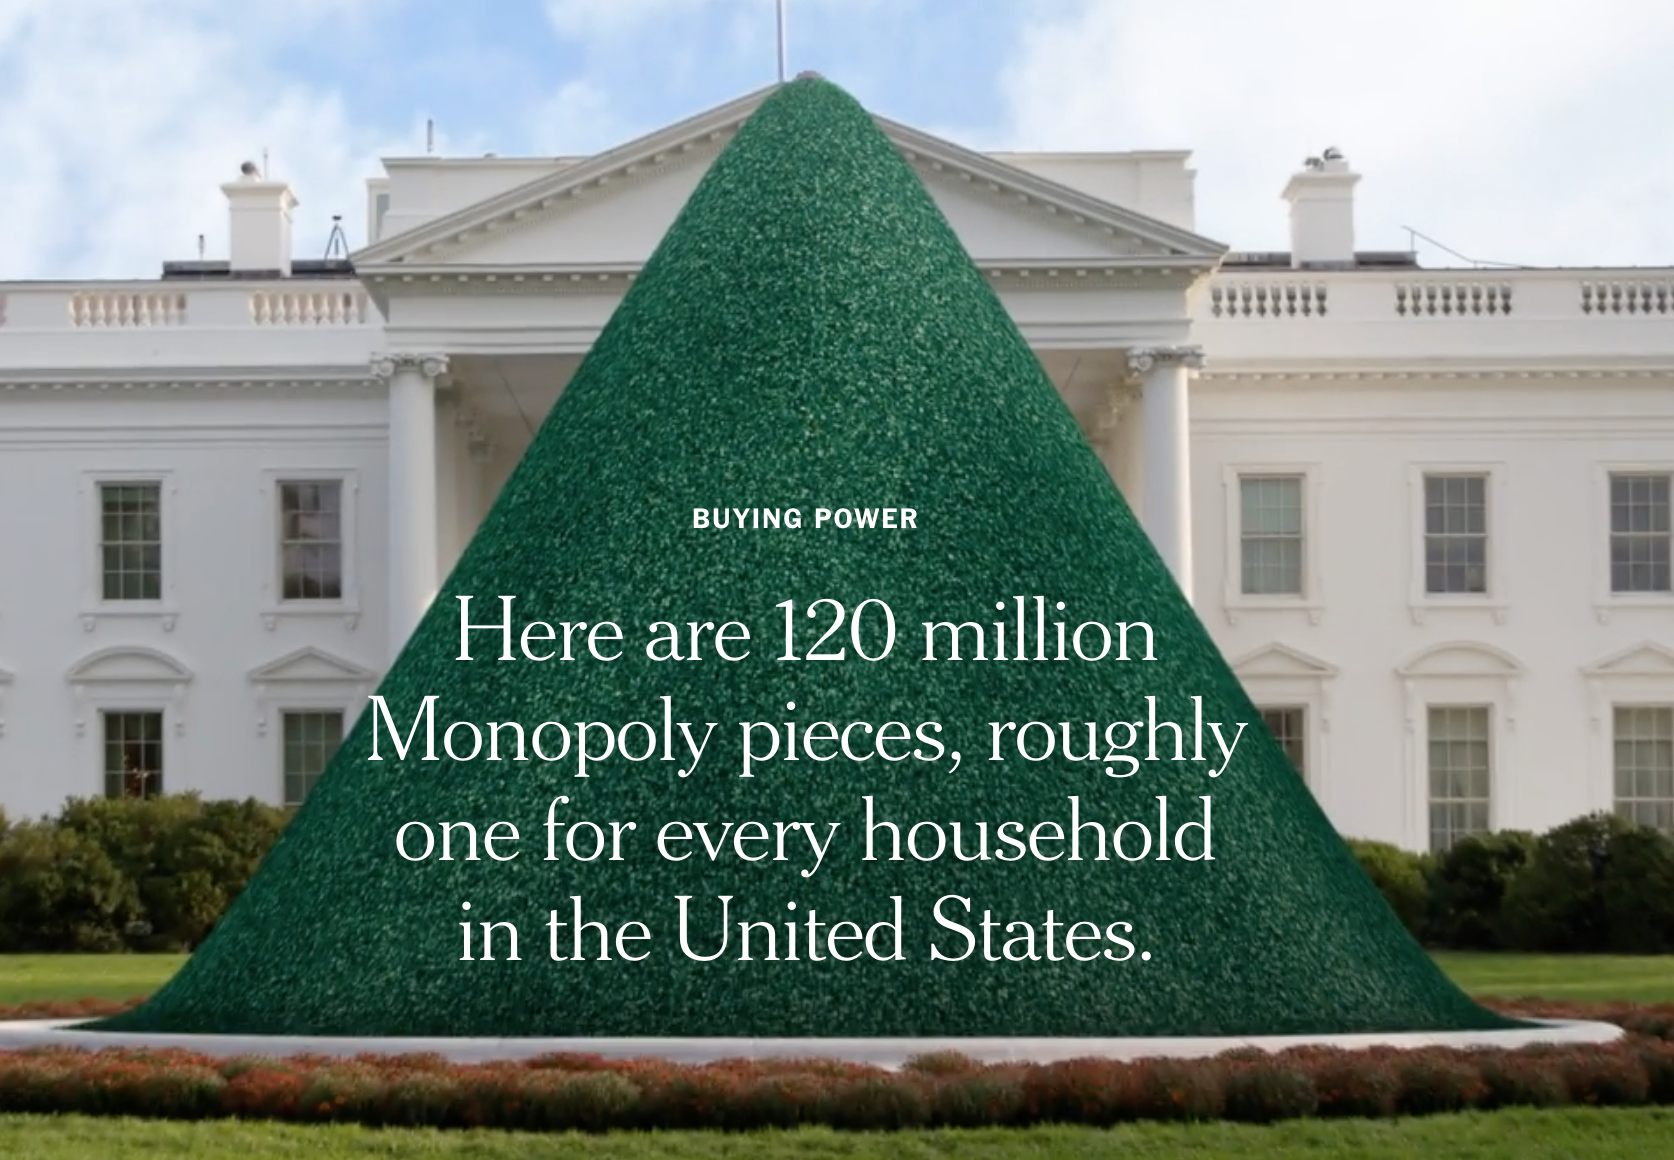 BUYING POWER
Here are 120 million
Monopoly pieces, roughly
one for every household
in the United States.